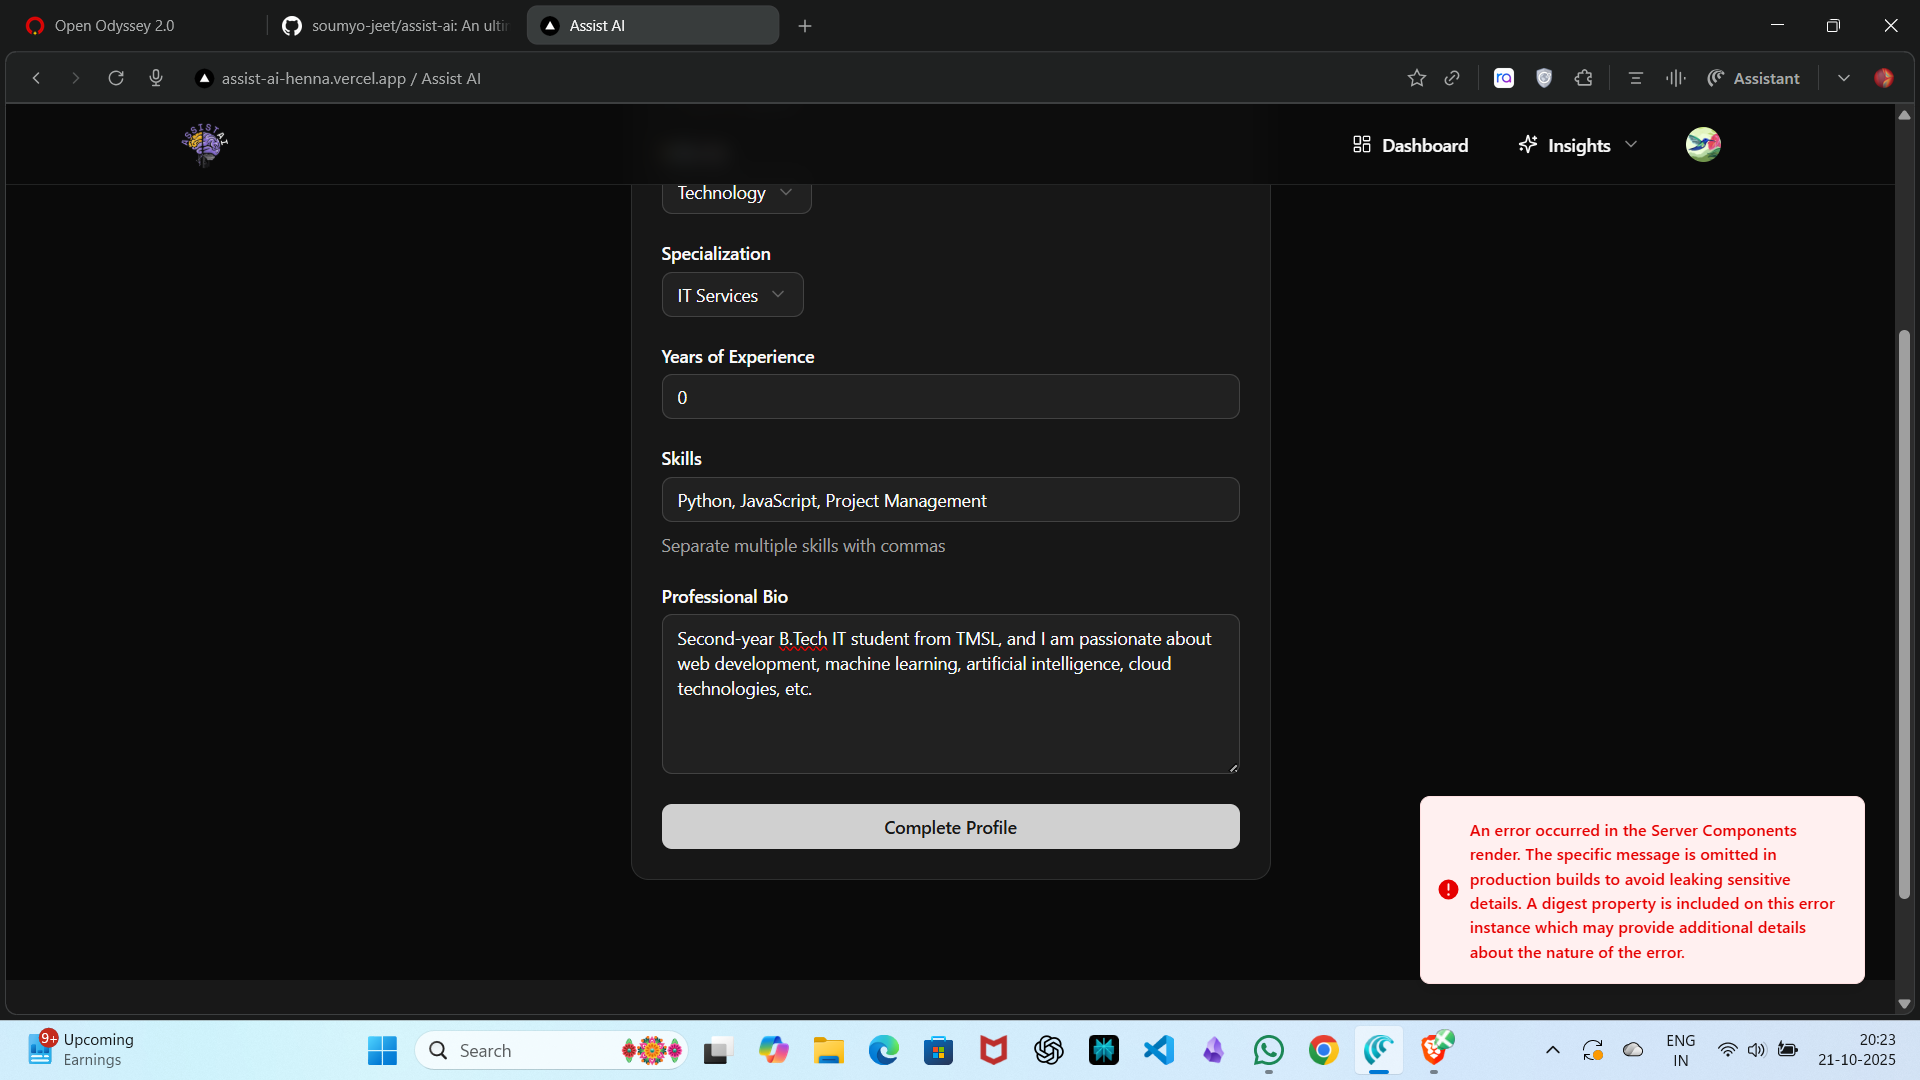 Open Odyssey 2.0
soumyo-jeet/assist-ai: An ulti
Assist AI
assist-ai-henna.vercel.app / Assist AI
ra
Assistant
ASSIST AI
Dashboard
Insights
Technology
Specialization
IT Services
Years of Experience
0
Skills
Python, JavaScript, Project Management
Separate multiple skills with commas
Professional Bio
Second-year B.Tech IT student from TMSL, and I am passionate about
web development, machine learning, artificial intelligence, cloud
technologies, etc.
Complete Profile
An error occurred in the Server Components
render. The specific message is omitted in
production builds to avoid leaking sensitive
details. A digest property is included on this error
instance which may provide additional details
about the nature of the error.
9+
Upcoming
Earnings
Search
ENG
IN
20:23
21-10-2025